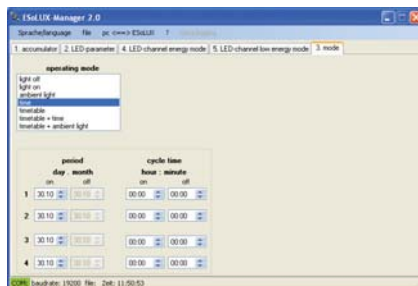 ESoLUX-Manager 2.0
Sprache/language file pc <==> ESoLUX ?
1. accumulator 2. LED-parameter 4. LED-channel energy mode 5. LED-channel low energy mode 3. mode
operating mode
light off
light on
ambient light
time
timetable
timetable + time
timetable + ambient light
period cycle time
day . month hour : minute
on off on off
1 30.10 30.10 00:00 00:00
2 30.10 30.10 00:00 00:00
3 30.10 30.10 00:00 00:00
4 30.10 30.10 00:00 00:00
COM6 baudrate: 19200 file: Zeit: 11:50:53